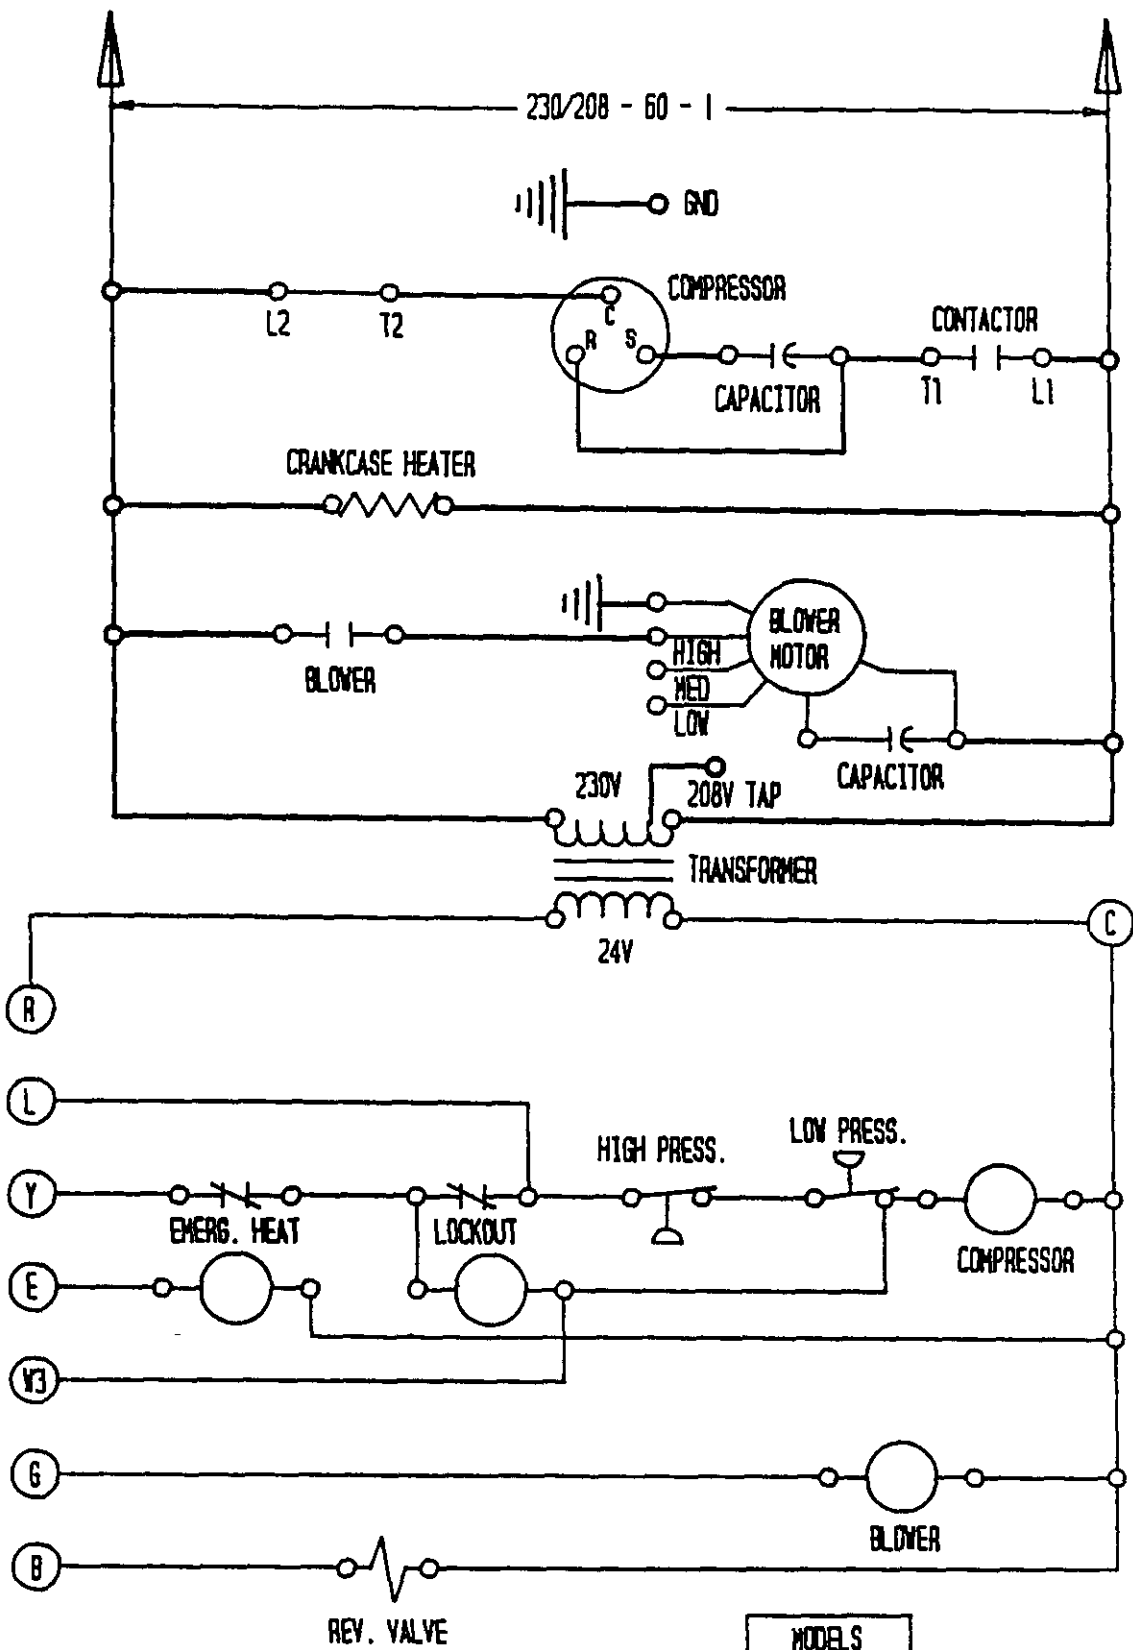 230/208 - 60 - 1
GND
COMPRESSOR
C
R
S
L2
T2
CONTACTOR
CAPACITOR
T1
L1
CRANKCASE HEATER
BLOWER
MOTOR
HIGH
MED
LOW
BLOWER
CAPACITOR
230V
208V TAP
TRANSFORMER
24V
C
R
L
HIGH PRESS.
LOW PRESS.
Y
EMERG. HEAT
LOCKOUT
COMPRESSOR
E
W3
G
BLOWER
B
REV. VALVE
MODELS